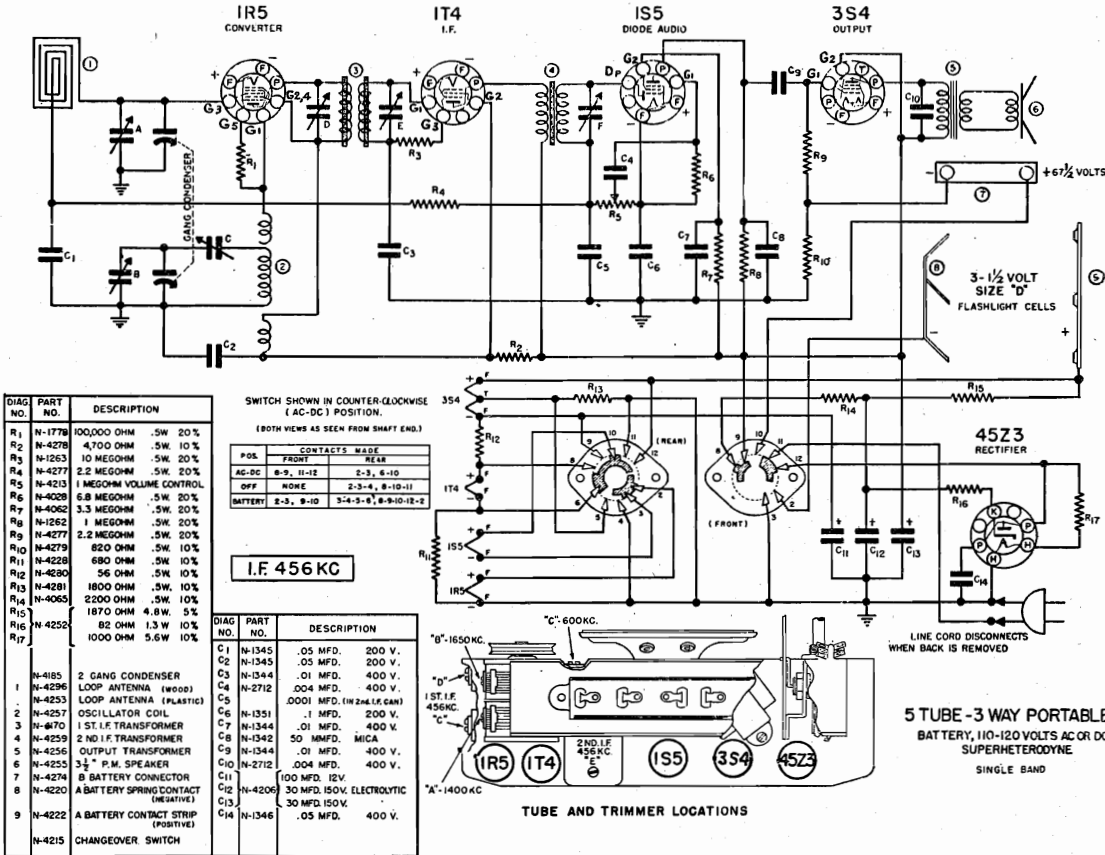 1R5
CONVERTER
1T4
I.F.
1S5
DIODE AUDIO
3S4
OUTPUT
GANG CONDENSER
+67½ VOLTS
3-1½ VOLT
SIZE "D"
FLASHLIGHT CELLS
SWITCH SHOWN IN COUNTER-CLOCKWISE
(AC-DC) POSITION.
(BOTH VIEWS AS SEEN FROM SHAFT END.)
POS. CONTACTS MADE
FRONT REAR
AC-DC 8-9, 11-12 2-3, 6-10
OFF NONE 2-3-4, 8-10-11
BATTERY 2-3, 9-10 3-4-5-6, 8-9-10-12-2
I.F. 456 KC
3S4
1T4
1S5
1R5
(REAR)
(FRONT)
45Z3
RECTIFIER
LINE CORD DISCONNECTS
WHEN BACK IS REMOVED
DIAG. NO. PART NO. DESCRIPTION
R1 N-1778 100,000 OHM .5W 20%
R2 N-4278 4,700 OHM .5W. 10%
R3 N-1263 10 MEGOHM .5W. 20%
R4 N-4277 2.2 MEGOHM .5W. 20%
R5 N-4213 1 MEGOHM VOLUME CONTROL
R6 N-4028 6.8 MEGOHM .5W. 20%
R7 N-4062 3.3 MEGOHM .5W. 20%
R8 N-1262 1 MEGOHM .5W. 20%
R9 N-4277 2.2 MEGOHM .5W. 20%
R10 N-4279 820 OHM .5W. 10%
R11 N-4228 680 OHM .5W. 10%
R12 N-4280 56 OHM .5W. 10%
R13 N-4281 1800 OHM .5W. 10%
R14 N-4065 2200 OHM .5W. 10%
R15 1870 OHM 4.8W. 5%
R16 N-4252 82 OHM 1.3 W 10%
R17 1000 OHM 5.6W 10%
N-4185 2 GANG CONDENSER
1 N-4296 LOOP ANTENNA (WOOD)
N-4253 LOOP ANTENNA (PLASTIC)
2 N-4257 OSCILLATOR COIL
3 N-4170 1 ST. I.F. TRANSFORMER
4 N-4259 2 ND I.F. TRANSFORMER
5 N-4256 OUTPUT TRANSFORMER
6 N-4255 3½" P.M. SPEAKER
7 N-4274 B BATTERY CONNECTOR
8 N-4220 A BATTERY SPRING CONTACT (NEGATIVE)
9 N-4222 A BATTERY CONTACT STRIP (POSITIVE)
N-4215 CHANGEOVER SWITCH
DIAG NO. PART NO. DESCRIPTION
C1 N-1345 .05 MFD. 200 V.
C2 N-1345 .05 MFD. 200 V.
C3 N-1344 .01 MFD. 400 V.
C4 N-2712 .004 MFD. 400 V.
C5 .0001 MFD. (IN 2nd. I.F. CAN)
C6 N-1351 .1 MFD. 200 V.
C7 N-1344 .01 MFD. 400 V.
C8 N-1342 50 MMFD. MICA
C9 N-1344 .01 MFD. 400 V.
C10 N-2712 .004 MFD. 400 V.
C11 100 MFD. 12V.
C12 N-4206 30 MFD. 150V. ELECTROLYTIC
C13 30 MFD. 150V.
C14 N-1346 .05 MFD. 400 V.
"C"-600KC.
"B"-1650KC.
"D"
1 ST. I.F.
456KC.
"C"
"A"-1400KC
2ND. I.F.
456 KC.
"E"
1R5 1T4 1S5 3S4 45Z3
TUBE AND TRIMMER LOCATIONS
5 TUBE-3 WAY PORTABLE
BATTERY, 110-120 VOLTS AC OR DC
SUPERHETERODYNE
SINGLE BAND